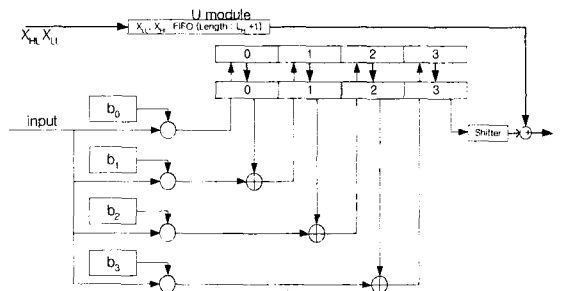 U module
X_LL, X_HL FIFO (Length : L_H +1)
X_HL X_LL
0 1 2 3
0 1 2 3
b_0
input
Shifter
b_1
b_2
b_3